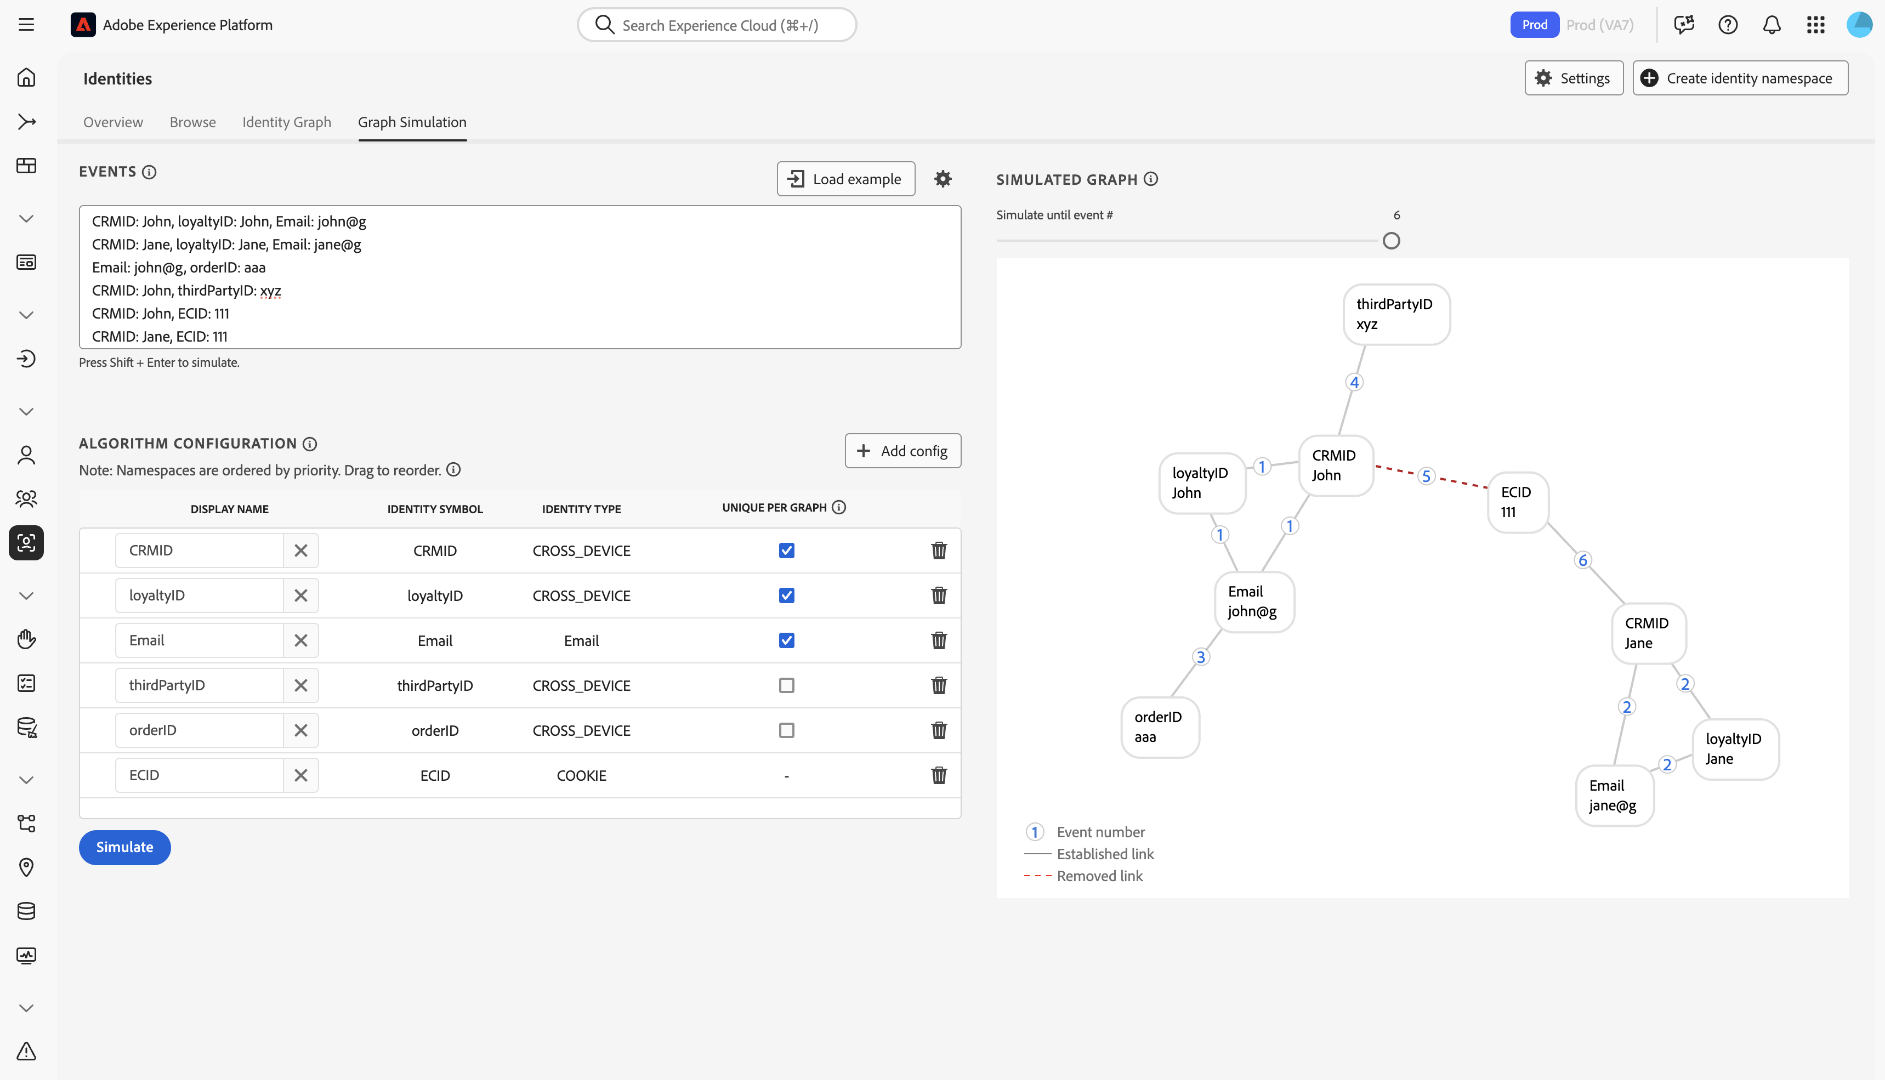 Adobe Experience Platform
Search Experience Cloud (⌘+/)
Prod
Prod (VA7)
Identities
Settings
Create identity namespace
Overview
Browse
Identity Graph
Graph Simulation
EVENTS
Load example
CRMID: John, loyaltyID: John, Email: john@g
CRMID: Jane, loyaltyID: Jane, Email: jane@g
Email: john@g, orderID: aaa
CRMID: John, thirdPartyID: xyz
CRMID: John, ECID: 111
CRMID: Jane, ECID: 111
Press Shift + Enter to simulate.
ALGORITHM CONFIGURATION
Note: Namespaces are ordered by priority. Drag to reorder.
Add config
DISPLAY NAME IDENTITY SYMBOL IDENTITY TYPE UNIQUE PER GRAPH
CRMID CRMID CROSS_DEVICE
loyaltyID loyaltyID CROSS_DEVICE
Email Email Email
thirdPartyID thirdPartyID CROSS_DEVICE
orderID orderID CROSS_DEVICE
ECID ECID COOKIE -
Simulate
SIMULATED GRAPH
Simulate until event #
6
thirdPartyID
xyz
4
CRMID
John
1
loyaltyID
John
5
ECID
111
1
1
6
Email
john@g
CRMID
Jane
3
2
2
orderID
aaa
loyaltyID
Jane
2
Email
jane@g
1 Event number
Established link
Removed link